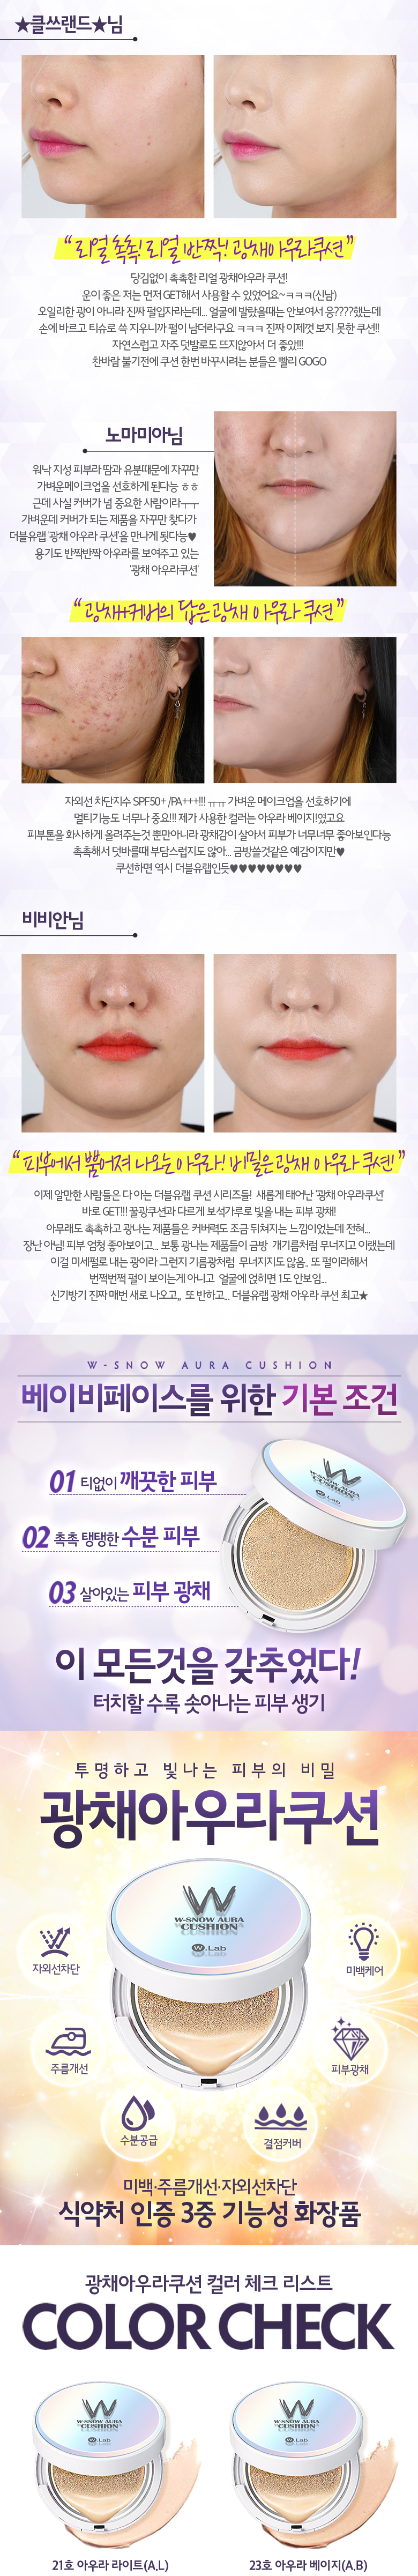 ★클쓰랜드★님
“리얼촉촉! 리얼반짝! 광채아우라쿠션”
당김없이 촉촉한 리얼 광채아우라 쿠션!
운이 좋은 저는 먼저 GET해서 사용할 수 있었어요~ㅋㅋㅋ(신남)
오일리한 광이 아니라 진짜 펄입자라는데... 얼굴에 발랐을때는 안보여서 응????했는데
손에 바르고 티슈로 쓱 지우니까 펄이 남더라구요 ㅋㅋㅋ 진짜 이제껏 보지 못한 쿠션!!
자연스럽고 자주 덧발로도 뜨지않아서 더 좋았!!!
찬바람 불기전에 쿠션 한번 바꾸시려는 분들은 빨리 GOGO
노마미아님
워낙 지성 피부라 땀과 유분때문에 자꾸만
가벼운메이크업을 선호하게 된다능 ㅎㅎ
근데 사실 커버가 넘 중요한 사람이라ㅜㅜ
가벼운데 커버가 되는 제품을 자꾸만 찾다가
더블유랩 '광채 아우라 쿠션'을 만나게 됫다능♥
용기도 반짝반짝 아우라를 보여주고 있는
'광채 아우라쿠션'
“광채+커버의 답은 광채 아우라 쿠션”
자외선 차단지수 SPF50+ /PA+++!!! ㅠㅠ 가벼운 메이크업을 선호하기에
멀티기능도 너무나 중요!!! 제가 사용한 컬러는 아우라 베이지!!였고요
피부톤을 화사하게 올려주는것 뿐만아니라 광채감이 살아서 피부가 너무너무 좋아보인다능
촉촉해서 덧바를때 부담스럽지도 않아... 금방쓸것같은 예감이지만♥
쿠션하면 역시 더블유랩인듯♥♥♥♥♥♥♥♥
비비안님
“피부에서 뿜어져 나오는 아우라! 비밀은 광채 아우라 쿠션!”
이제 알만한 사람들은 다 아는 더블유랩 쿠션 시리즈들!  새롭게 태어난 '광채 아우라쿠션'
바로 GET!!! 꿀광쿠션과 다르게 보석가루로 빛을 내는 피부 광채!
아무래도 촉촉하고 광나는 제품들은 커버력도 조금 뒤쳐지는 느낌이었는데 전혀...
장난 아님! 피부 엄청 좋아보이고... 보통 광나는 제품들이 금방 개기름처럼 무너지고 이랬는데
이걸 미세펄로 내는 광이라 그런지 기름광처럼 무너지지도 않음.. 또 펄이라해서
번쩍번쩍 펄이 보이는게 아니고 얼굴에 얹히면 1도 안보임...
신기방기 진짜 매번 새로 나오고,, 또 반하고... 더블유랩 광채 아우라 쿠션 최고★
W-SNOW AURA CUSHION
베이비페이스를 위한 기본 조건
01 티없이 깨끗한 피부
02 촉촉 탱탱한 수분 피부
03 살아있는 피부 광채
W
W-SNOW AURA
CUSHION
W.Lab
이 모든것을 갖추었다!
터치할 수록 솟아나는 피부 생기
투명하고 빛나는 피부의 비밀
광채아우라쿠션
W
W-SNOW AURA
CUSHION
W.Lab
자외선차단
미백케어
주름개선
피부광채
수분공급
결점커버
미백·주름개선·자외선차단
식약처 인증 3중 기능성 화장품
광채아우라쿠션 컬러 체크 리스트
COLOR CHECK
W
W-SNOW AURA
CUSHION
W.Lab
W
W-SNOW AURA
CUSHION
W.Lab
21호 아우라 라이트(A,L)
23호 아우라 베이지(A,B)